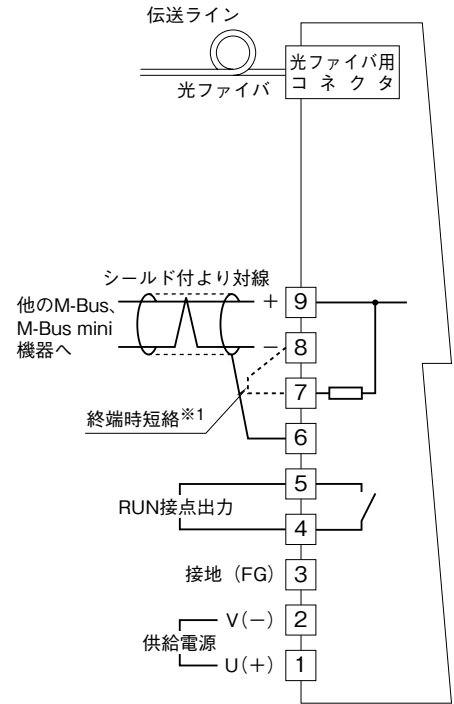 伝送ライン
光ファイバ用
コネクタ
光ファイバ
シールド付より対線
他のM-Bus、
M-Bus mini
機器へ
+ 9
− 8
7
終端時短絡※1
6
5
RUN接点出力
4
接地（FG） 3
V(−) 2
供給電源
U(+) 1